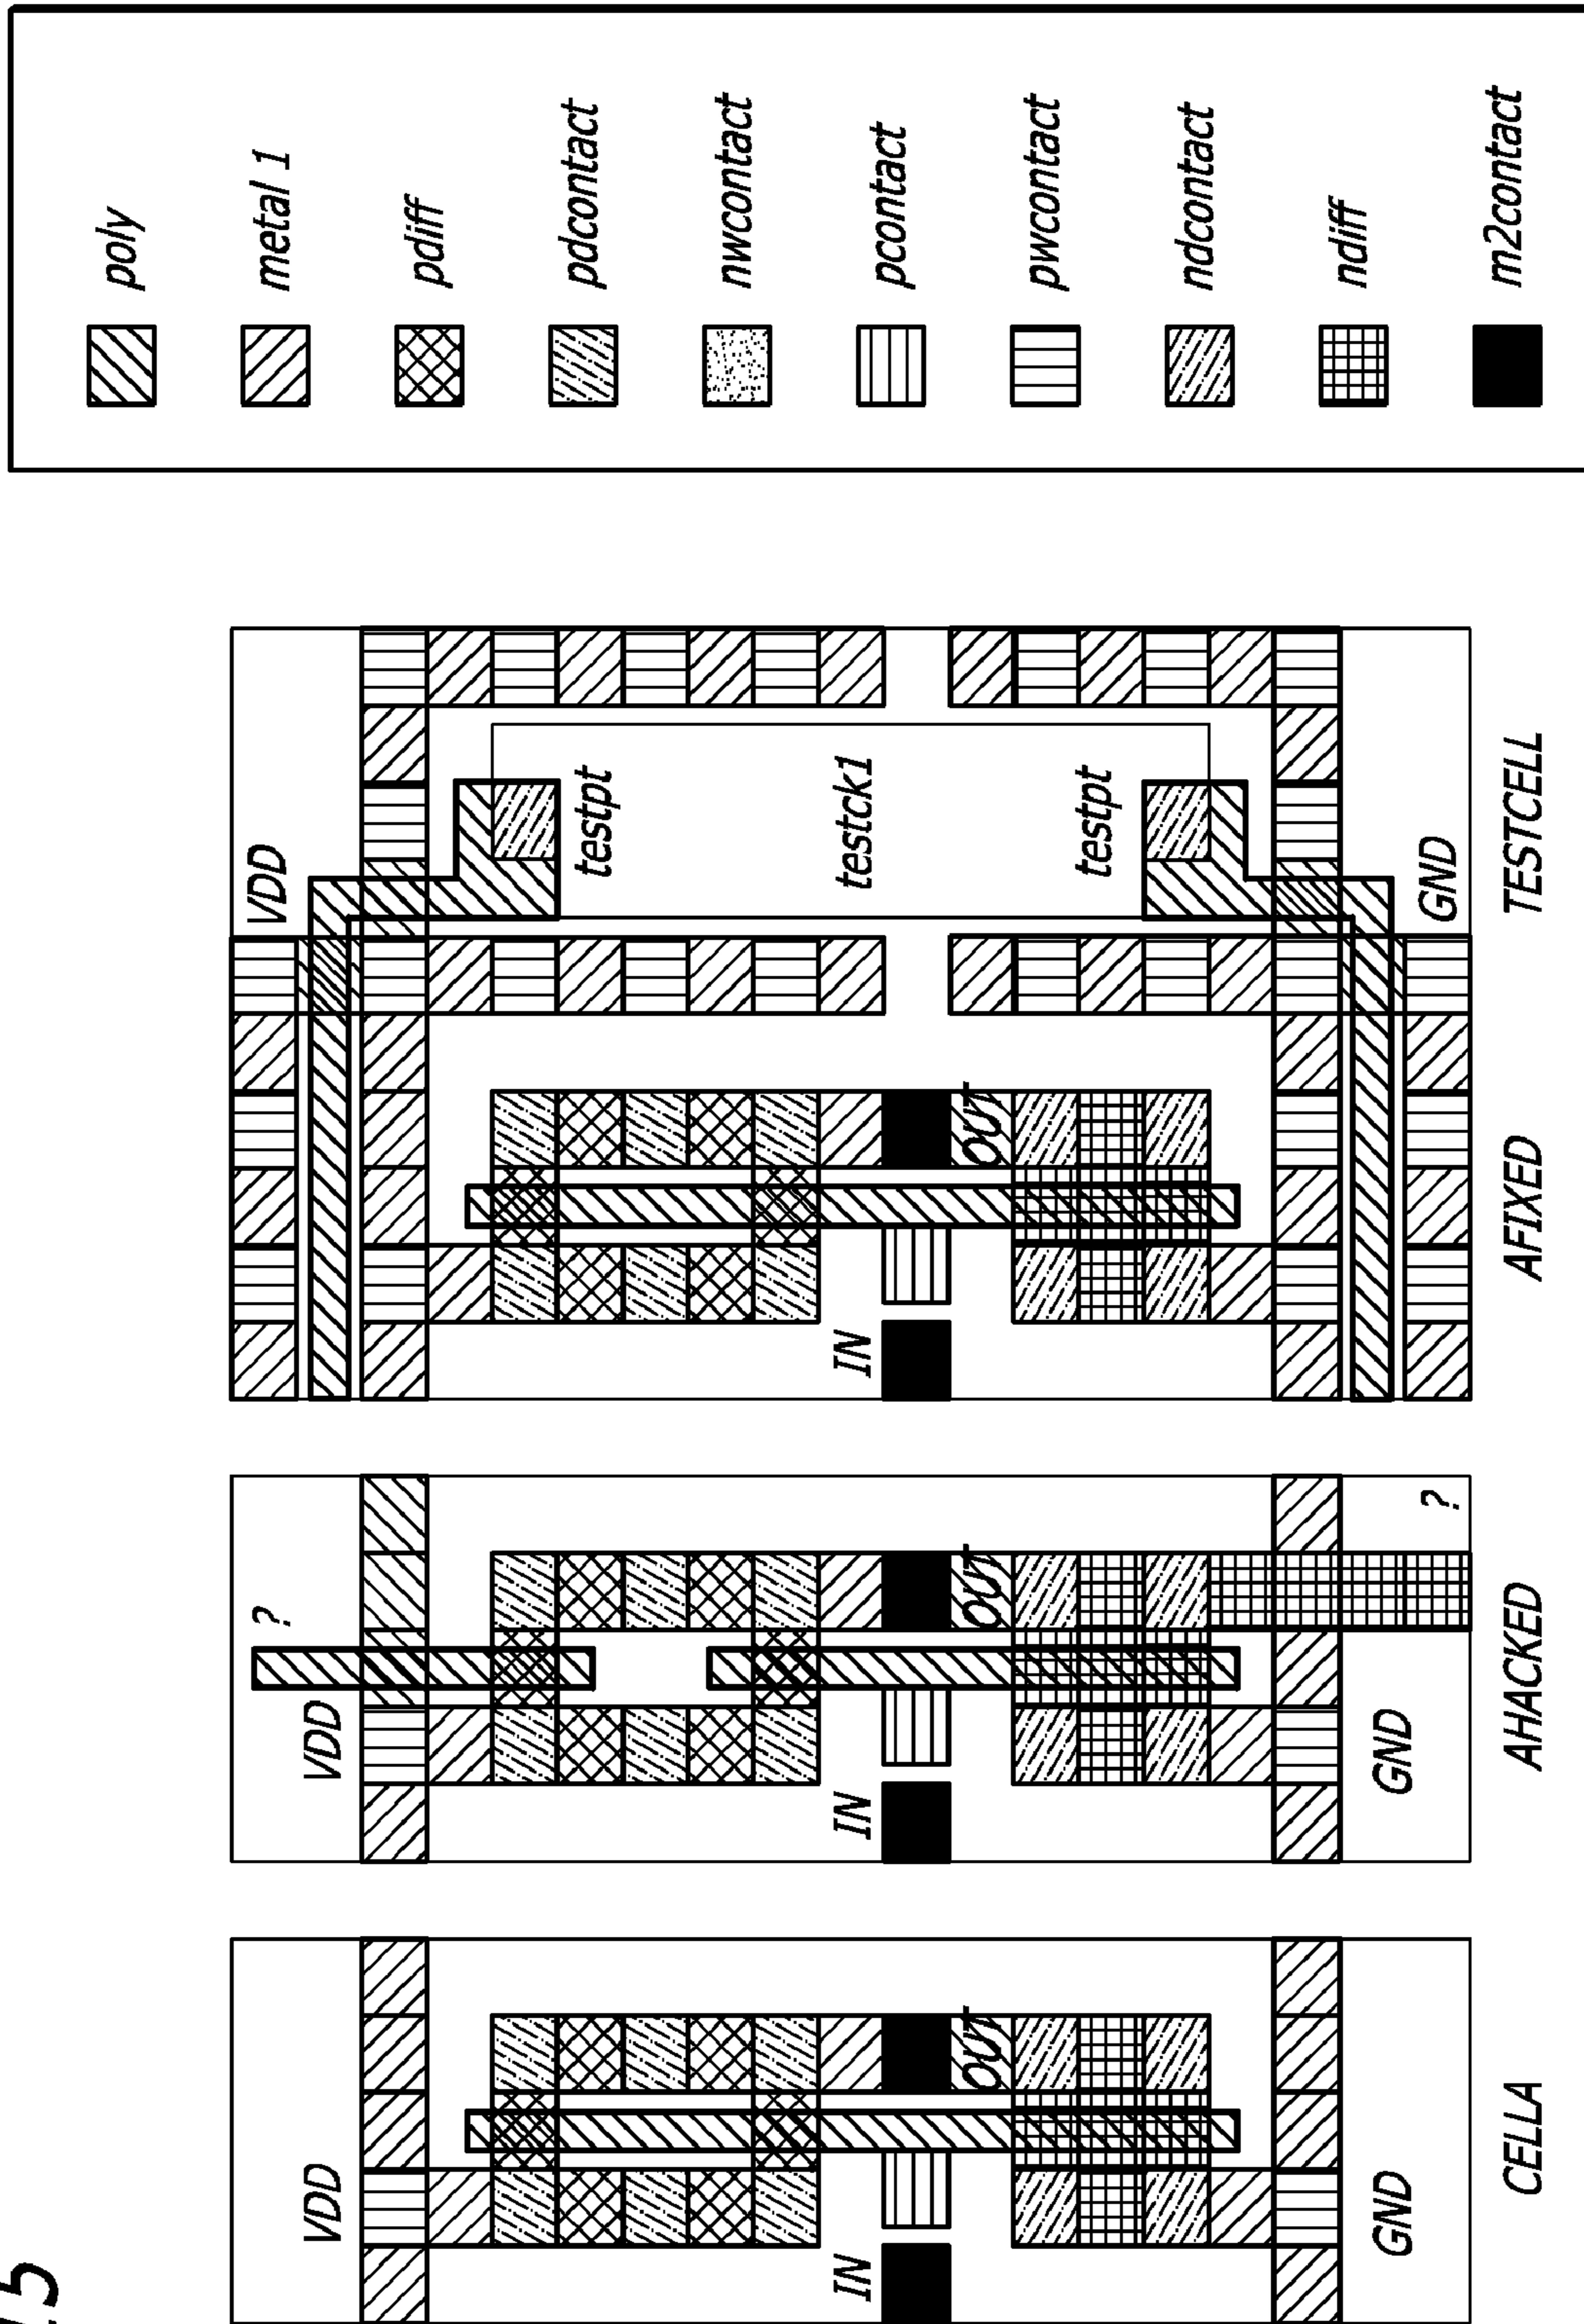 VDD
IN
OUT
GND
CELLA
?
VDD
IN
OUT
GND
?
AHACKED
IN
OUT
AFIXED
VDD
testpt
testck1
testpt
GND
TESTCELL
poly
metal 1
pdiff
pdcontact
nwcontact
pcontact
pwcontact
ndcontact
ndiff
m2contact